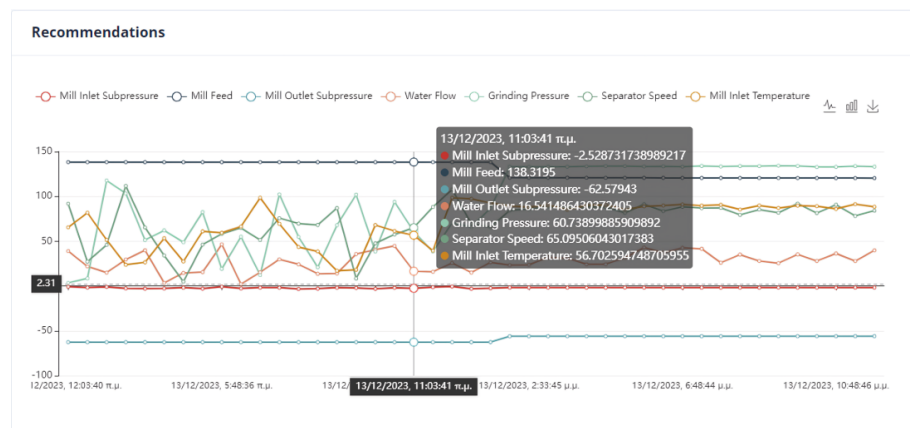 Recommendations
Mill Inlet Subpressure Mill Feed Mill Outlet Subpressure Water Flow Grinding Pressure Separator Speed Mill Inlet Temperature
13/12/2023, 11:03:41 π.μ.
Mill Inlet Subpressure: -2.528731738989217
Mill Feed: 138.3195
Mill Outlet Subpressure: -62.57943
Water Flow: 16.541486430372405
Grinding Pressure: 60.73899885909892
Separator Speed: 65.09506043017383
Mill Inlet Temperature: 56.702594748705955
150
100
50
2.31
-50
-100
12/2023, 12:03:40 π.μ. 13/12/2023, 5:48:36 π.μ. 13/12/ 13/12/2023, 11:03:41 π.μ. 13/12/2023, 2:33:45 μ.μ. 13/12/2023, 6:48:44 μ.μ. 13/12/2023, 10:48:46 μ.μ.